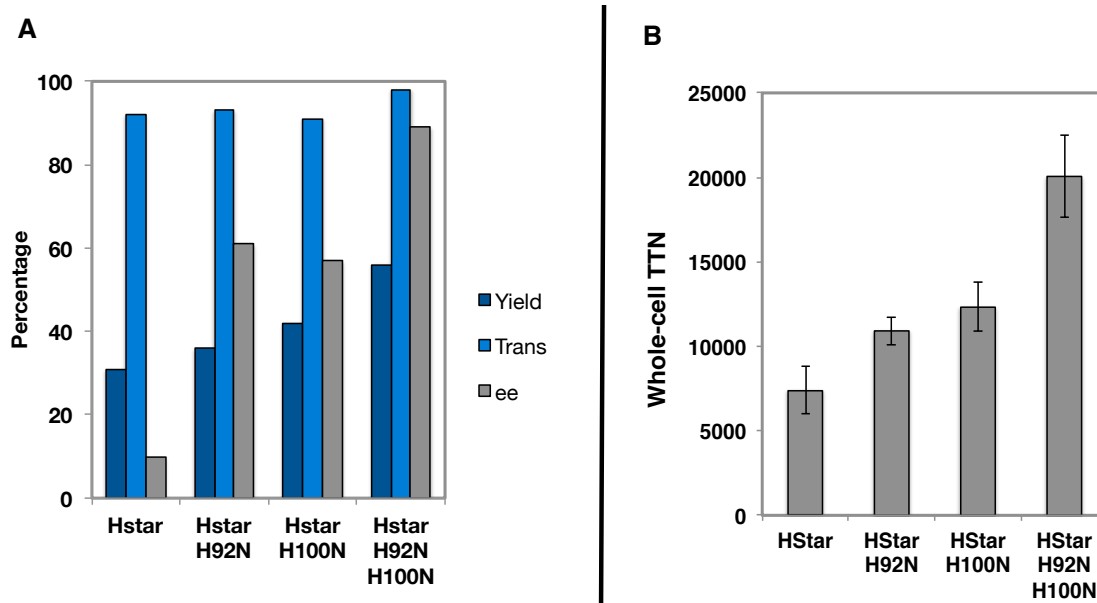 A
100
80
60
40
20
0
Percentage
Hstar
Hstar
H92N
Hstar
H100N
Hstar
H92N
H100N
Yield
Trans
ee
B
25000
20000
15000
10000
5000
0
Whole-cell TTN
HStar
HStar
H92N
HStar
H100N
HStar
H92N
H100N